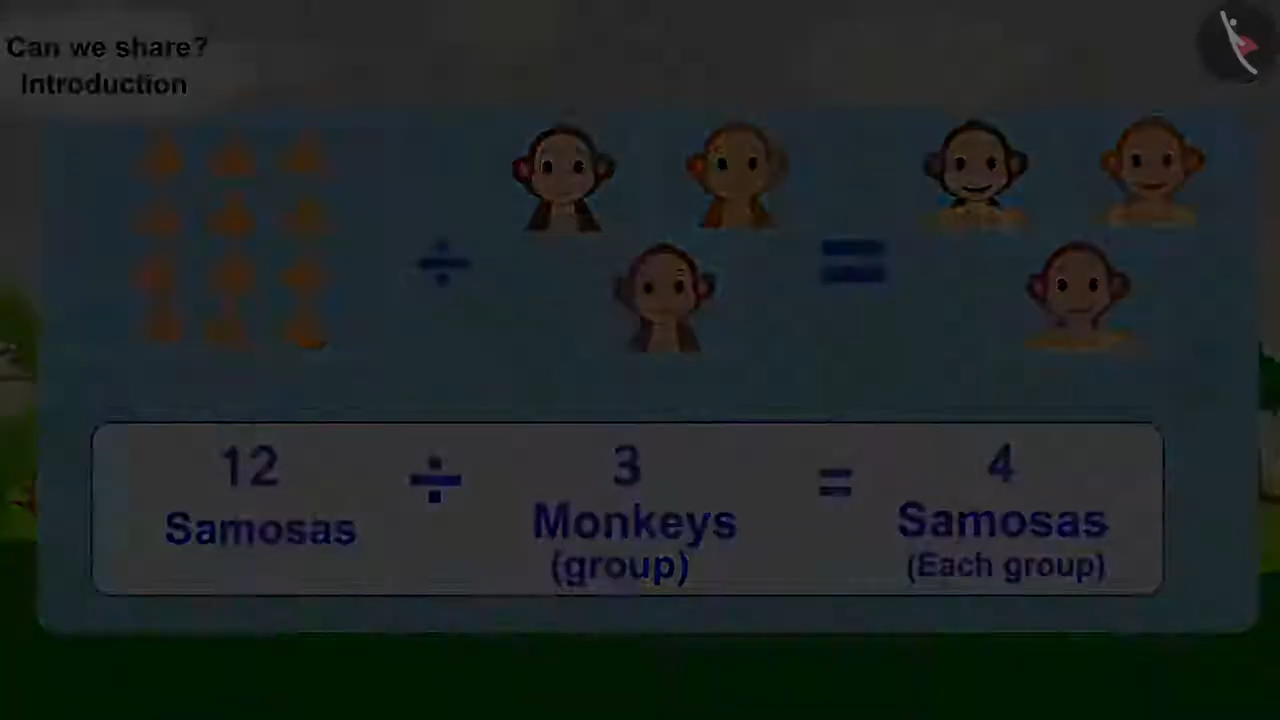 Can we share?
Introduction
÷ =
12 ÷ 3 = 4
Samosas Monkeys Samosas
(group) (Each group)